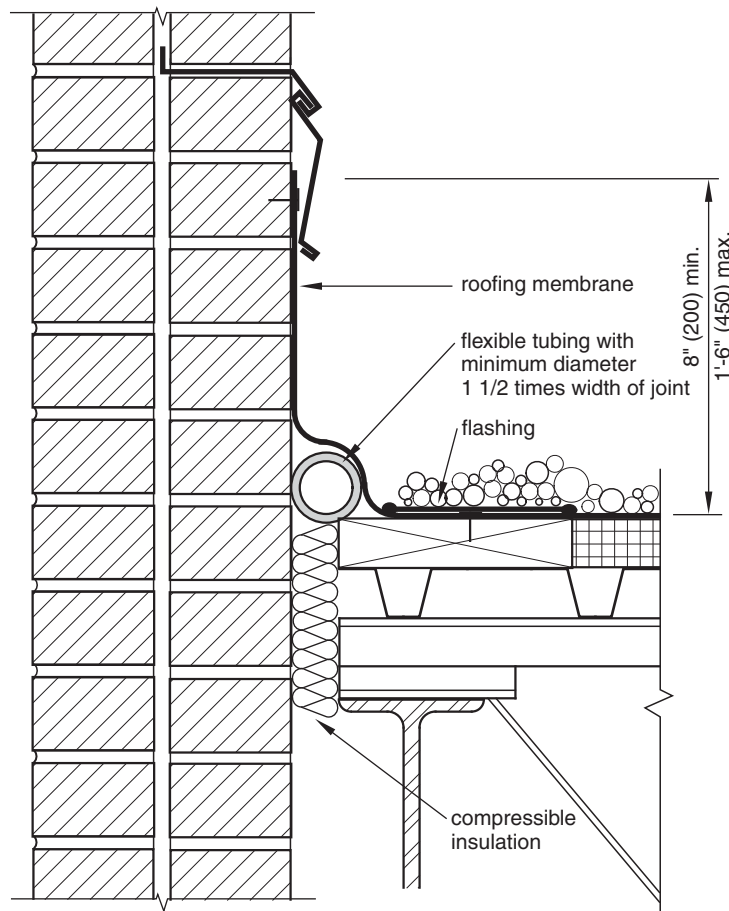 8" (200) min.
1'-6" (450) max.
roofing membrane
flexible tubing with
minimum diameter
1 1/2 times width of joint
flashing
compressible
insulation